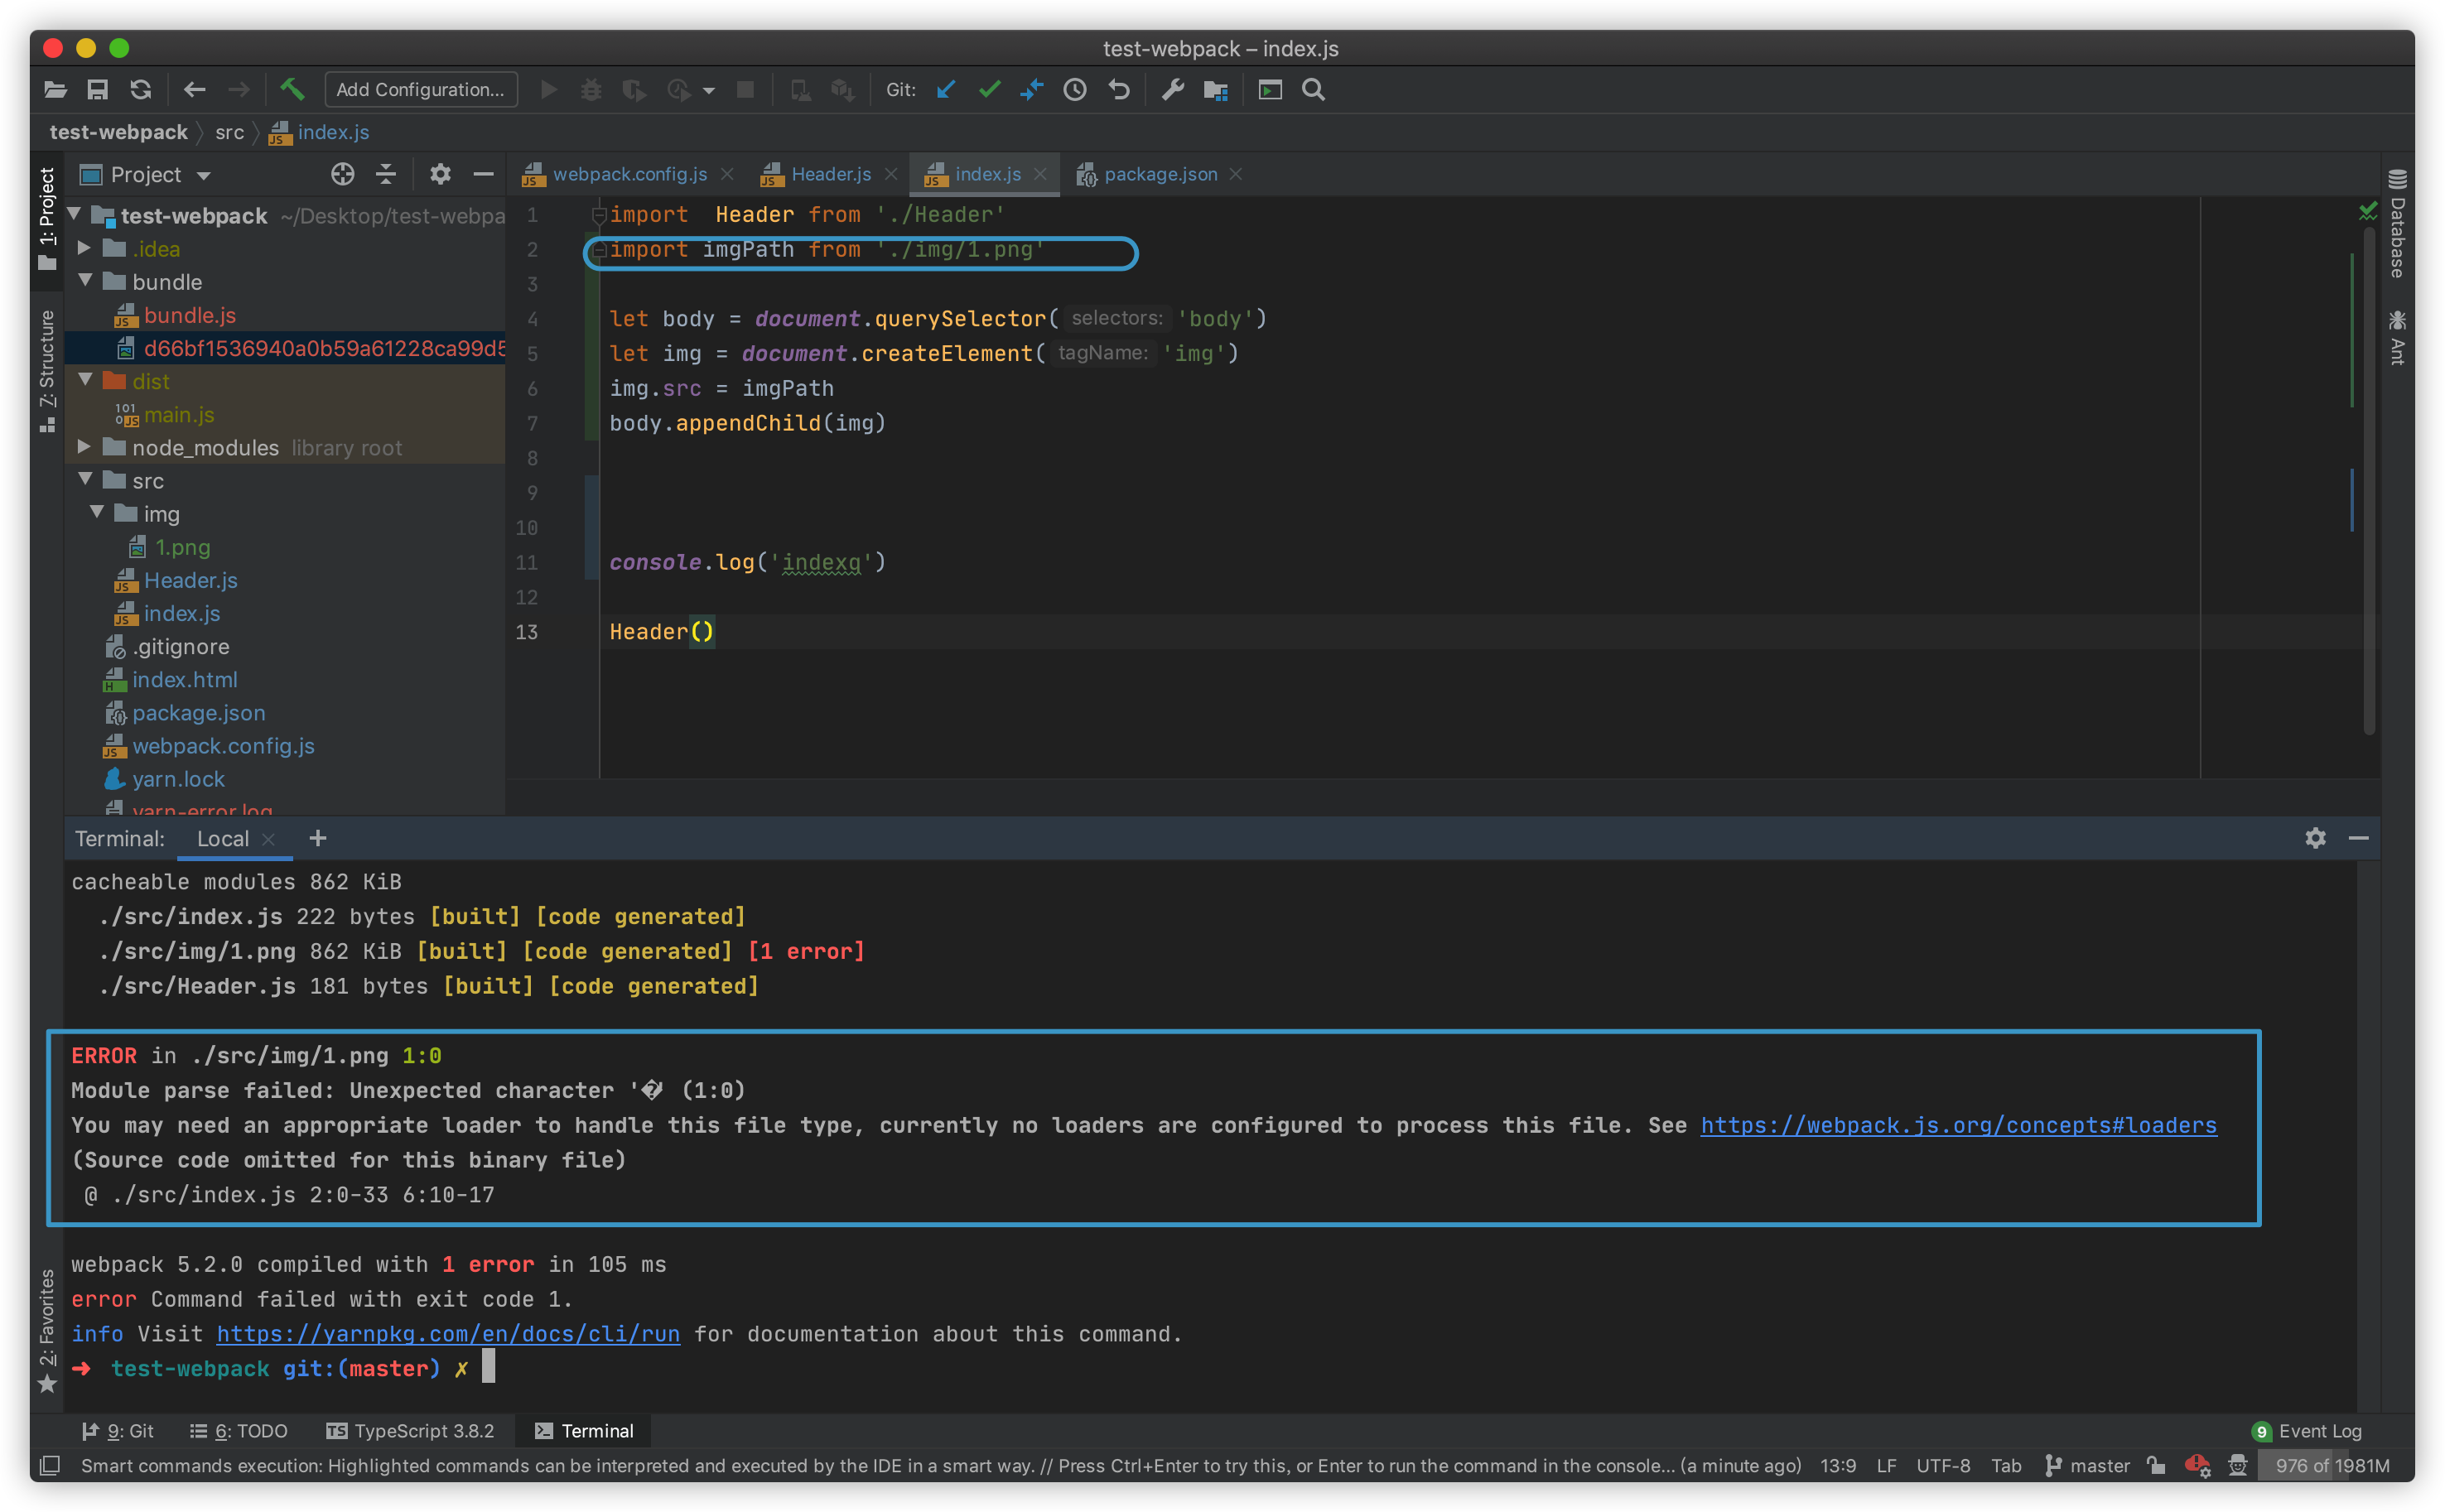 test-webpack – index.js
Add Configuration...
Git:
test-webpack
src
index.js
1: Project
7: Structure
2: Favorites
Project
webpack.config.js
Header.js
index.js
package.json
Database
Ant
test-webpack ~/Desktop/test-webpa
.idea
bundle
bundle.js
d66bf1536940a0b59a61228ca99d5
dist
main.js
node_modules library root
src
img
1.png
Header.js
index.js
.gitignore
index.html
package.json
webpack.config.js
yarn.lock
yarn-error.log
1 import  Header from './Header'
2 import imgPath from './img/1.png'
3
4 let body = document.querySelector( selectors: 'body')
5 let img = document.createElement( tagName: 'img')
6 img.src = imgPath
7 body.appendChild(img)
8
9
10
11 console.log('indexq')
12
13 Header()
Terminal: Local
cacheable modules 862 KiB
  ./src/index.js 222 bytes [built] [code generated]
  ./src/img/1.png 862 KiB [built] [code generated] [1 error]
  ./src/Header.js 181 bytes [built] [code generated]
ERROR in ./src/img/1.png 1:0
Module parse failed: Unexpected character '�' (1:0)
You may need an appropriate loader to handle this file type, currently no loaders are configured to process this file. See https://webpack.js.org/concepts#loaders
(Source code omitted for this binary file)
 @ ./src/index.js 2:0-33 6:10-17
webpack 5.2.0 compiled with 1 error in 105 ms
error Command failed with exit code 1.
info Visit https://yarnpkg.com/en/docs/cli/run for documentation about this command.
➜  test-webpack git:(master) ✗
9: Git
6: TODO
TypeScript 3.8.2
Terminal
9 Event Log
Smart commands execution: Highlighted commands can be interpreted and executed by the IDE in a smart way. // Press Ctrl+Enter to try this, or Enter to run the command in the console... (a minute ago)
13:9
LF
UTF-8
Tab
master
976 of 1981M